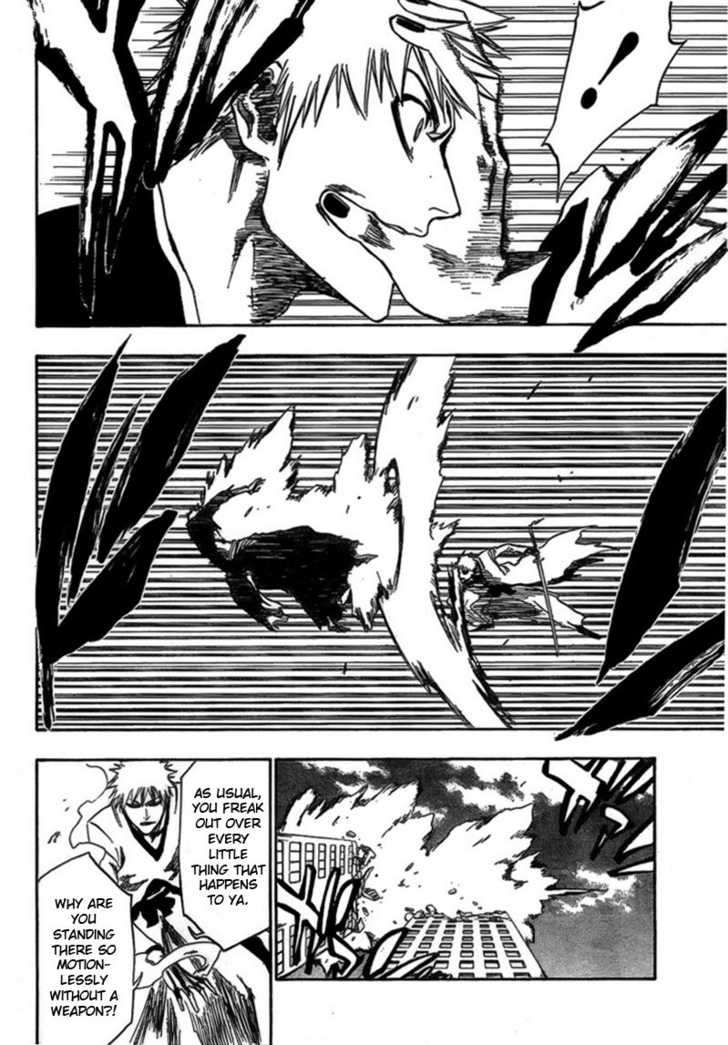 !
AS USUAL,
YOU FREAK
OUT OVER
EVERY
LITTLE
THING THAT
HAPPENS
TO YA.
WHY ARE
YOU
STANDING
THERE SO
MOTION-
LESSLY
WITHOUT A
WEAPON?!